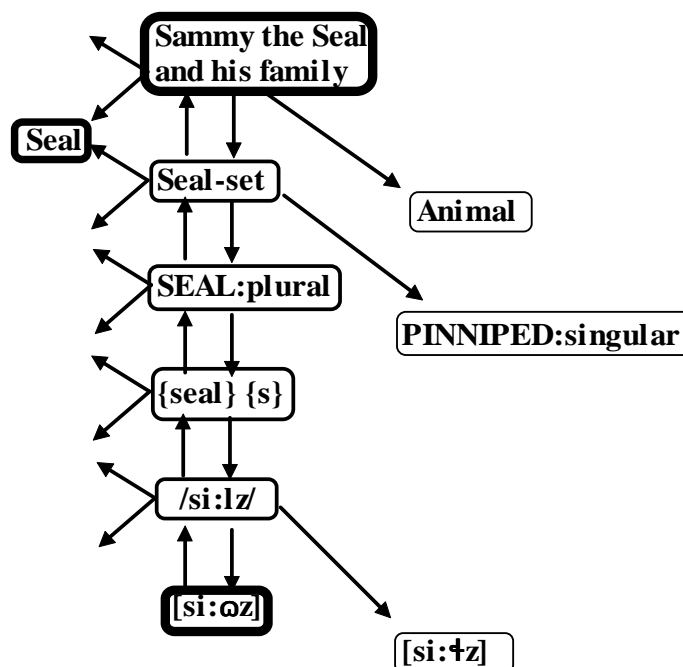 Sammy the Seal
and his family
Seal
Seal-set
Animal
SEAL:plural
PINNIPED:singular
{seal} {s}
/si:lz/
[si:ɷz]
[si:ɫz]